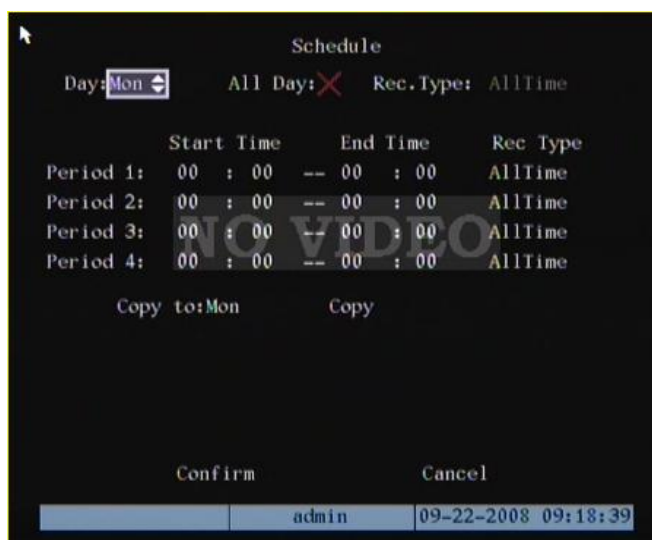 Schedule
Day: Mon All Day: Rec.Type: AllTime
Start Time End Time Rec Type
Period 1: 00 : 00 -- 00 : 00 AllTime
Period 2: 00 : 00 -- 00 : 00 AllTime
Period 3: 00 : 00 -- 00 : 00 AllTime
Period 4: 00 : 00 -- 00 : 00 AllTime
NO VIDEO
Copy to:Mon Copy
Confirm Cancel
admin 09-22-2008 09:18:39